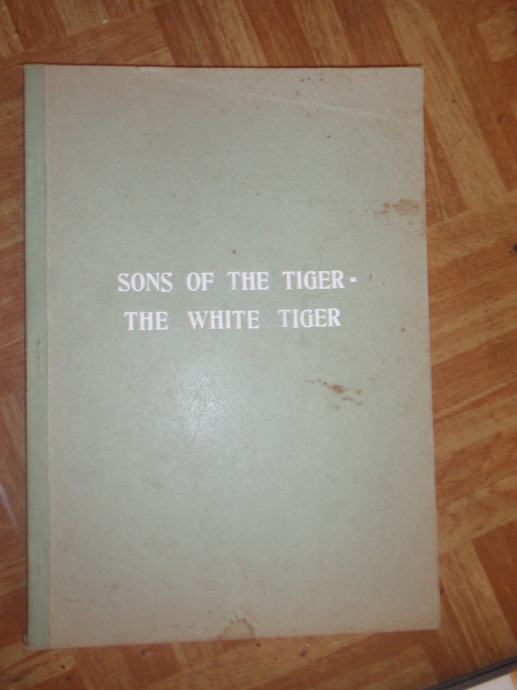 SONS OF THE TIGER-
THE WHITE TIGER